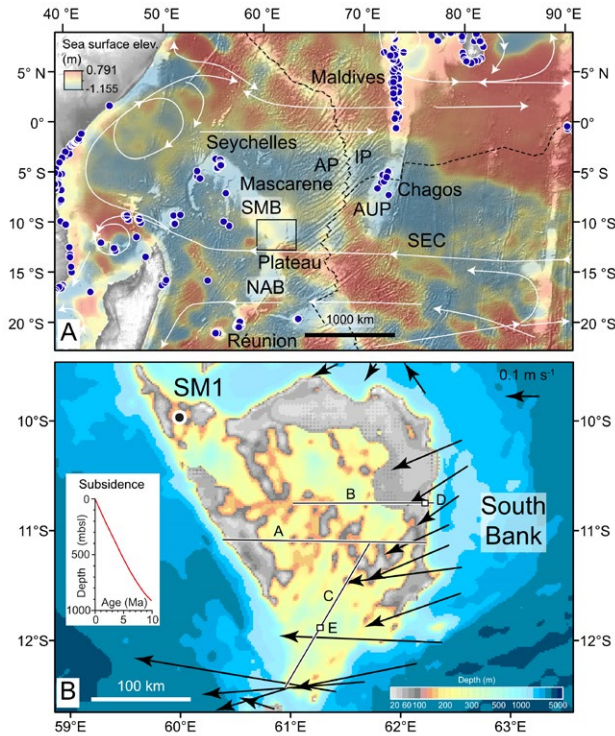 40°E 50° 60° 70° 80° 90°
Sea surface elev.
(m)
0.791
-1.155
Maldives
5°N
0°
5°S
10°S
15°S
20°S
5°N
0°
5°S
10°S
15°S
20°S
Seychelles
AP
IP
Mascarene
Chagos
SMB
AUP
SEC
Plateau
NAB
Réunion
1000 km
A
SM1
0.1 m s⁻¹
10°S
11°S
12°S
Subsidence
0
500
1000
Depth (mbsl)
Age (Ma)
0 5 10
B
D
A
C
E
South
Bank
B
100 km
Depth (m)
20 60 100 200 300 400 500 1000 5000
59°E 60°E 61°E 62°E 63°E